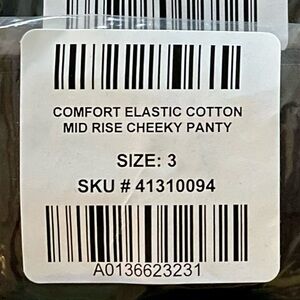 COMFORT ELASTIC COTTON
MID RISE CHEEKY PANTY
SIZE: 3
SKU # 41310094
A0136623231